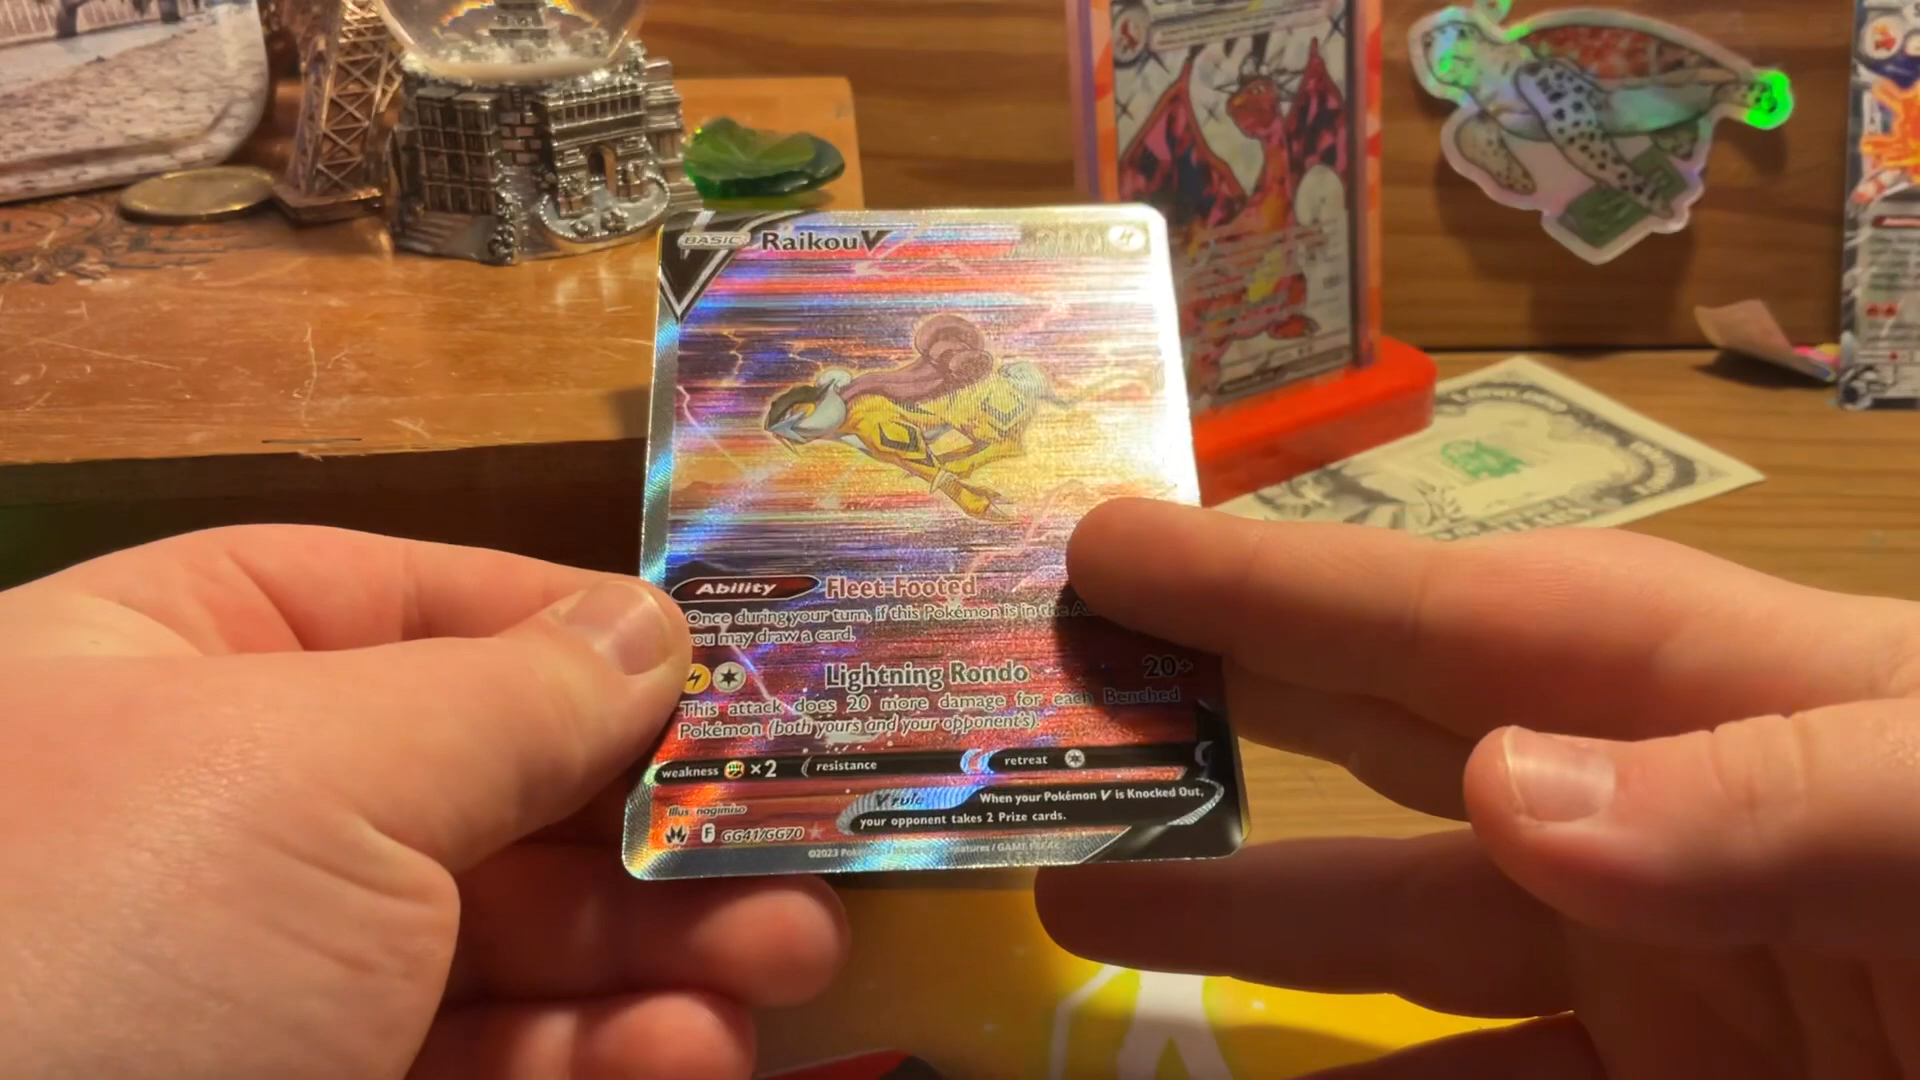 BASIC Raikou V 200
Ability Fleet-Footed
Once during your turn, if this Pokémon is in the A
you may draw a card.
Lightning Rondo 20+
This attack does 20 more damage for each Benched
Pokémon (both yours and your opponent's).
weakness ×2 resistance retreat
V rule When your Pokémon V is Knocked Out,
your opponent takes 2 Prize cards.
Illus. nagimiso
F GG41/GG70
©2023 Pokémon / Nintendo / Creatures / GAME FREAK